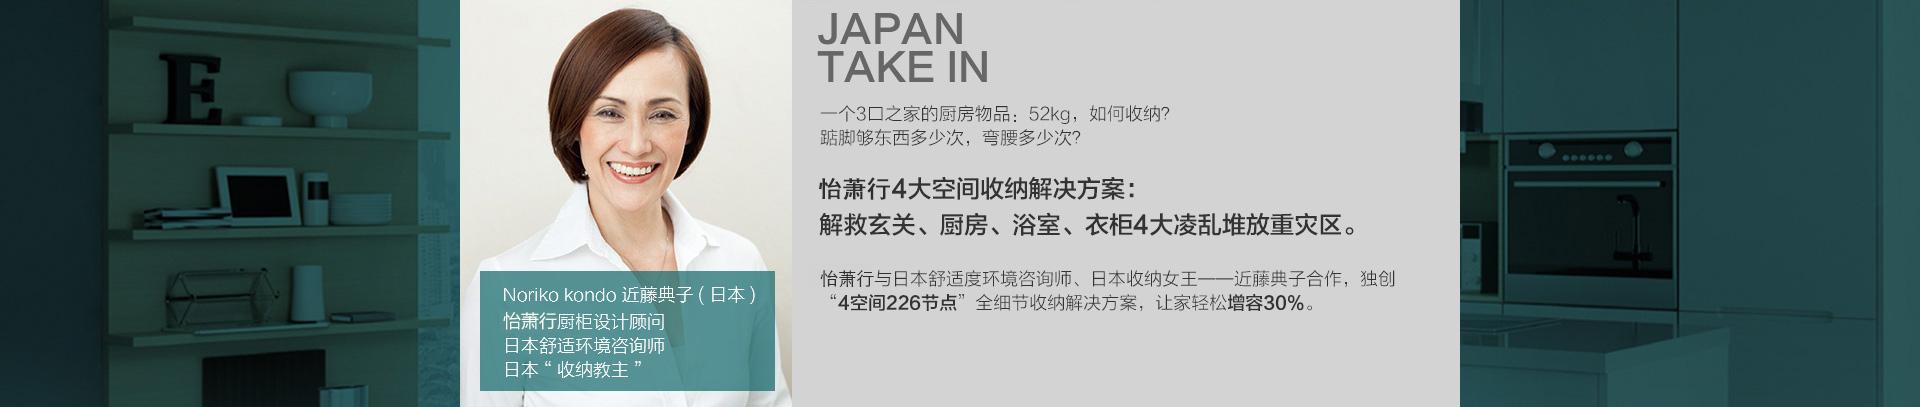 E
Noriko kondo 近藤典子 ( 日本 )
怡萧行厨柜设计顾问
日本舒适环境咨询师
日本 “ 收纳教主 ”
JAPAN
TAKE IN
一个3口之家的厨房物品：52kg，如何收纳?
踮脚够东西多少次，弯腰多少次?
怡萧行4大空间收纳解决方案：
解救玄关、厨房、浴室、衣柜4大凌乱堆放重灾区。
怡萧行与日本舒适度环境咨询师、日本收纳女王——近藤典子合作，独创
“4空间226节点”全细节收纳解决方案，让家轻松增容30%。